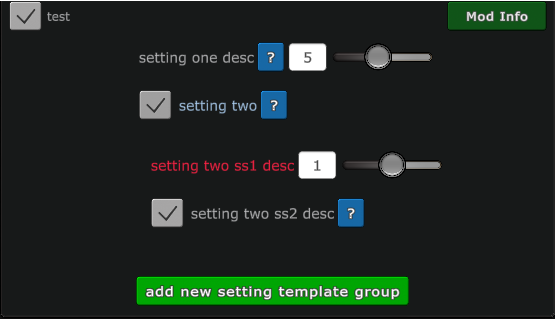 test
Mod Info
setting one desc ? 5
setting two ?
setting two ss1 desc 1
setting two ss2 desc ?
add new setting template group